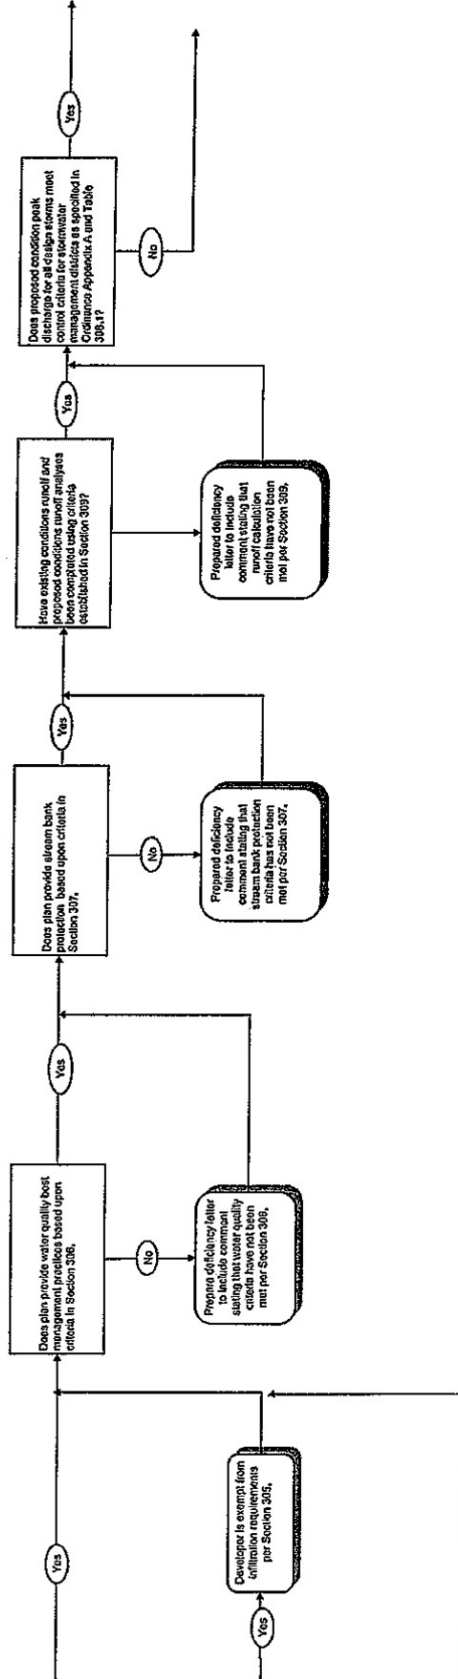 Yes
Yes
Developer is exempt from
infiltration requirements
per Section 305.
Does plan provide water quality best
management practices based upon
criteria in Section 306.
No
Prepare deficiency letter
to include comment
stating that water quality
criteria have not been
met per Section 306.
Yes
Does plan provide stream bank
protection based upon criteria in
Section 307.
No
Prepared deficiency
letter to include
comment stating that
stream bank protection
criteria has not been
met per Section 307.
Yes
Have existing conditions runoff and
proposed conditions runoff analyses
been completed using criteria
established in Section 309?
Prepared deficiency
letter to include
comment stating that
runoff calculation
criteria have not been
met per Section 309.
Yes
Does proposed condition peak
discharge for all design storms meet
control criteria for stormwater
management districts as specified in
Ordinance Appendix A and Table
308.1?
No
Yes